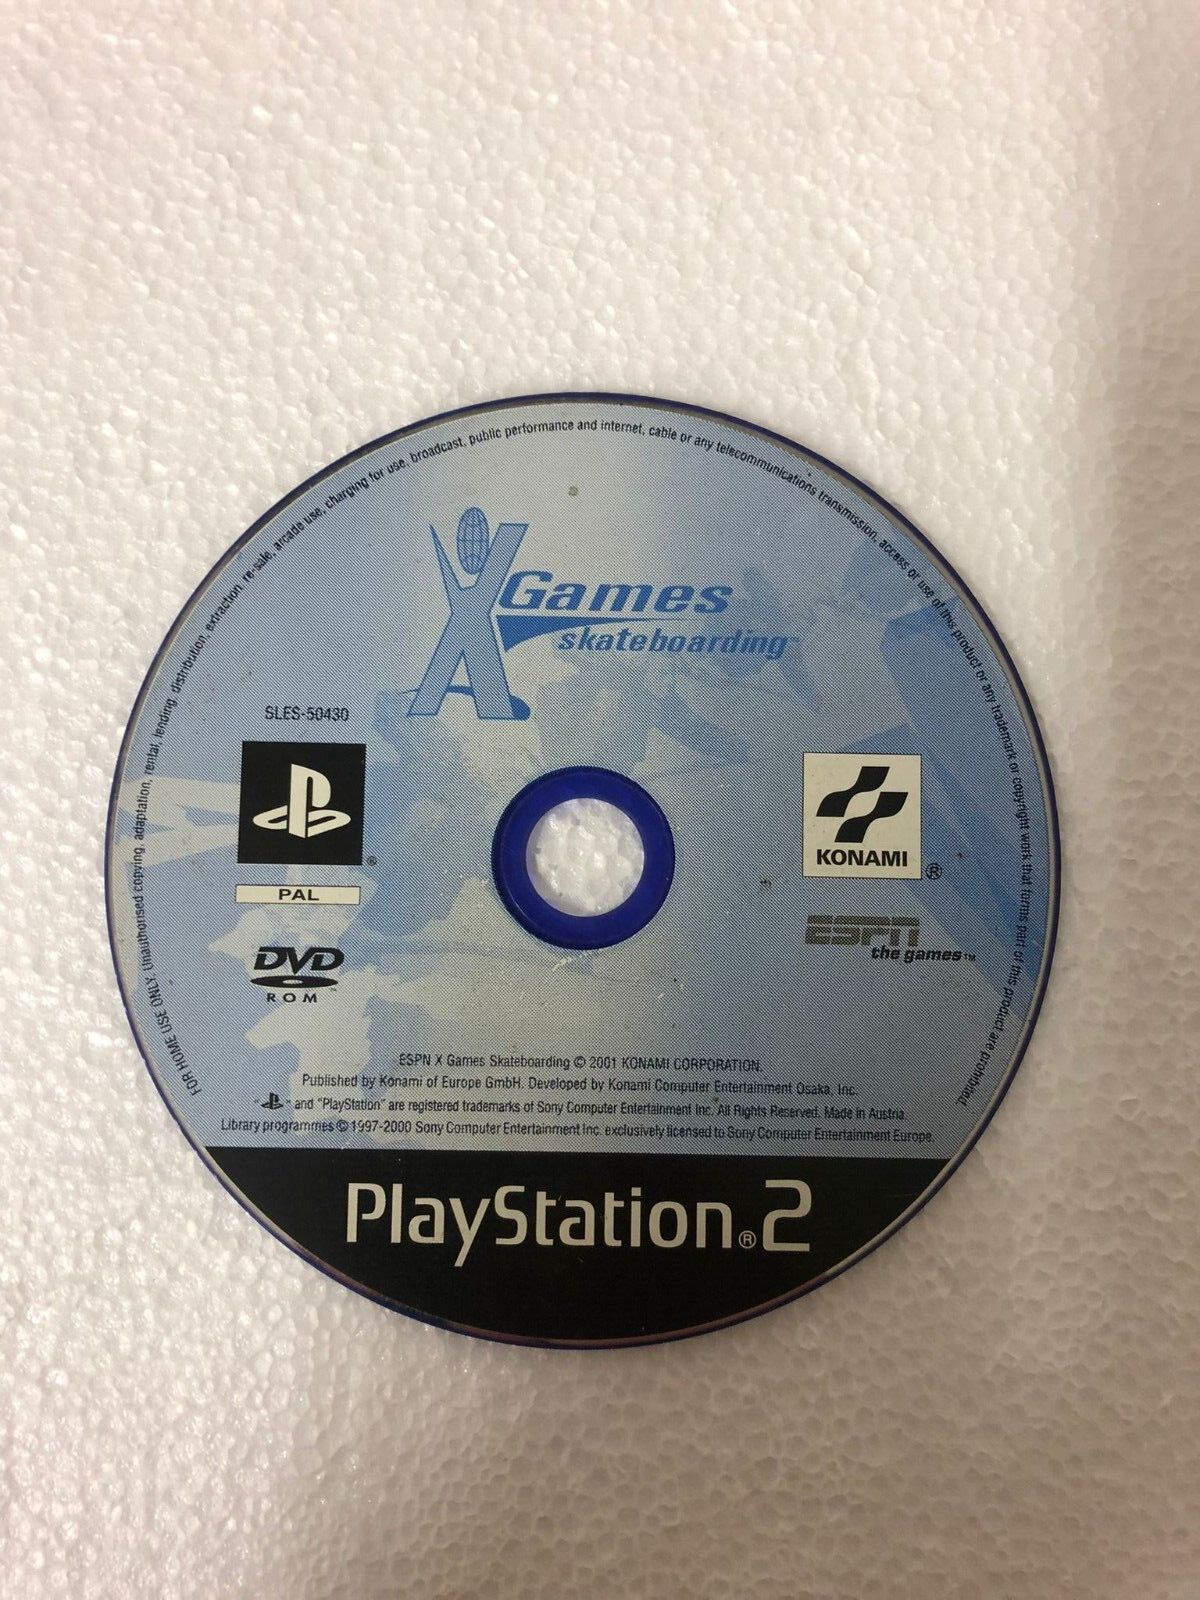 FOR HOME USE ONLY. Unauthorised copying, adaptation, rental, lending, distribution, extraction, re-sale, arcade use, charging for use, broadcast, public performance and internet, cable or any telecommunications transmission, access or use of this product or any trademark or copyright work that forms part of this product are prohibited.
X Games
skateboarding™
SLES-50430
®
PAL
DVD
ROM
KONAMI ®
ESPN
the games™
ESPN X Games Skateboarding © 2001 KONAMI CORPORATION.
Published by Konami of Europe GmbH. Developed by Konami Computer Entertainment Osaka, Inc.
" " and "PlayStation" are registered trademarks of Sony Computer Entertainment Inc. All Rights Reserved. Made in Austria.
Library programmes © 1997-2000 Sony Computer Entertainment Inc. exclusively licensed to Sony Computer Entertainment Europe.
PlayStation®2